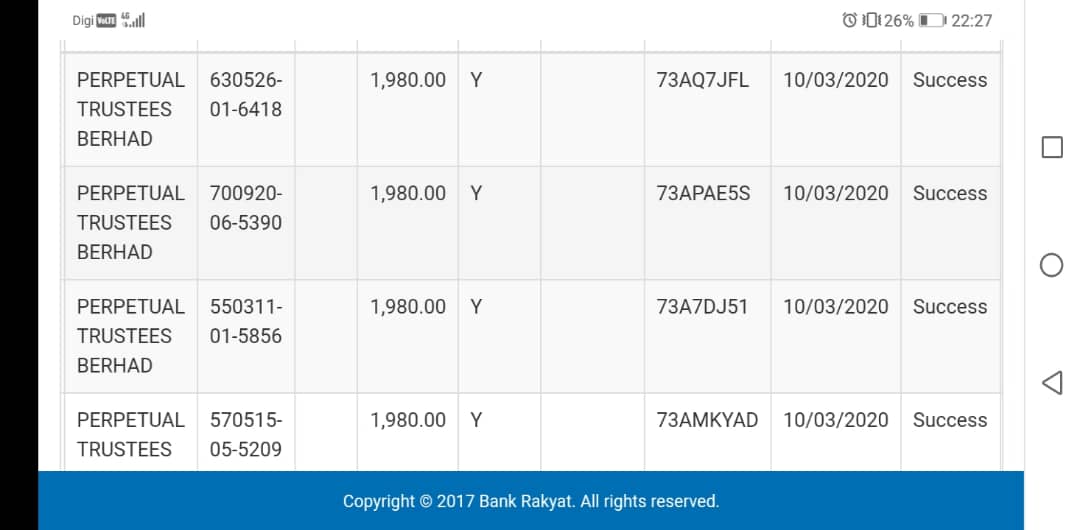 Digi VoLTE 4G 26% 22:27
PERPETUAL 630526- 1,980.00 Y 73AQ7JFL 10/03/2020 Success
TRUSTEES 01-6418
BERHAD
PERPETUAL 700920- 1,980.00 Y 73APAE5S 10/03/2020 Success
TRUSTEES 06-5390
BERHAD
PERPETUAL 550311- 1,980.00 Y 73A7DJ51 10/03/2020 Success
TRUSTEES 01-5856
BERHAD
PERPETUAL 570515- 1,980.00 Y 73AMKYAD 10/03/2020 Success
TRUSTEES 05-5209
Copyright © 2017 Bank Rakyat. All rights reserved.